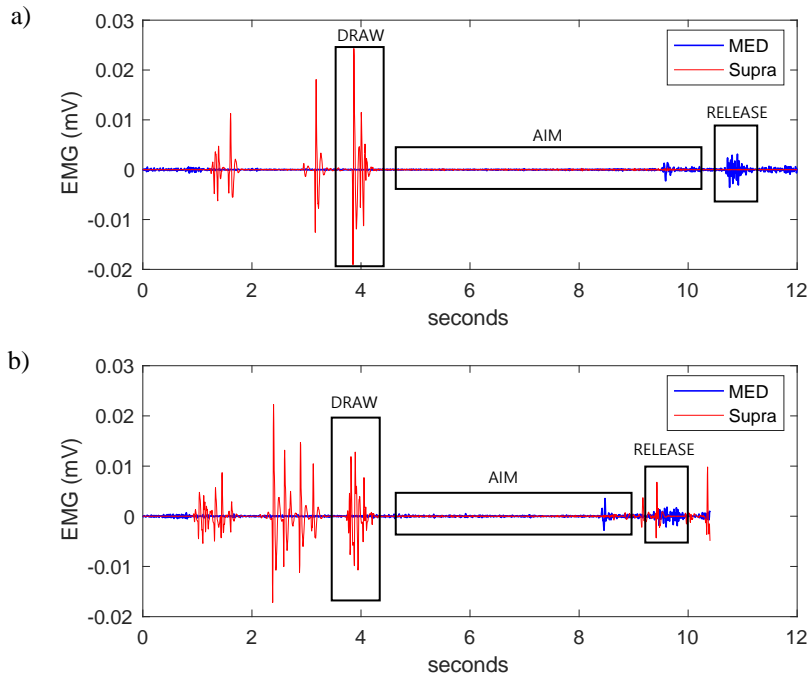 a)
0.03
0.02
0.01
0
-0.01
-0.02
EMG (mV)
DRAW
AIM
RELEASE
MED
Supra
0 2 4 6 8 10 12
seconds
b)
0.03
0.02
0.01
0
-0.01
-0.02
EMG (mV)
DRAW
AIM
RELEASE
MED
Supra
0 2 4 6 8 10 12
seconds